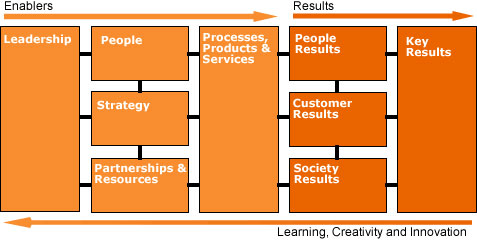 Enablers
Results
Leadership
People
Processes,
Products &
Services
People
Results
Key
Results
Strategy
Customer
Results
Partnerships &
Resources
Society
Results
Learning, Creativity and Innovation